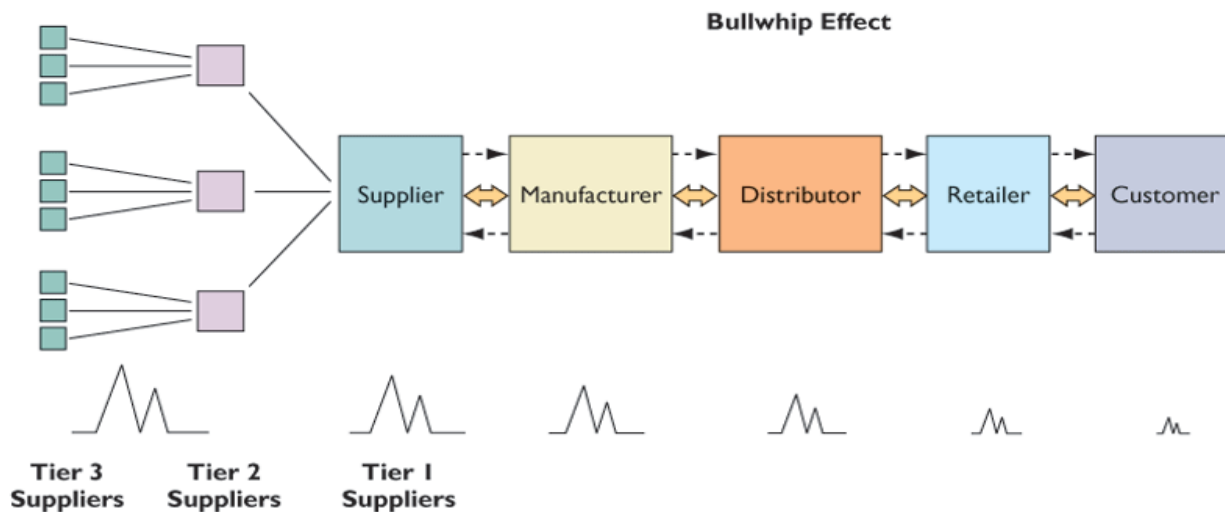 Bullwhip Effect
Supplier
Manufacturer
Distributor
Retailer
Customer
Tier 3
Suppliers
Tier 2
Suppliers
Tier 1
Suppliers